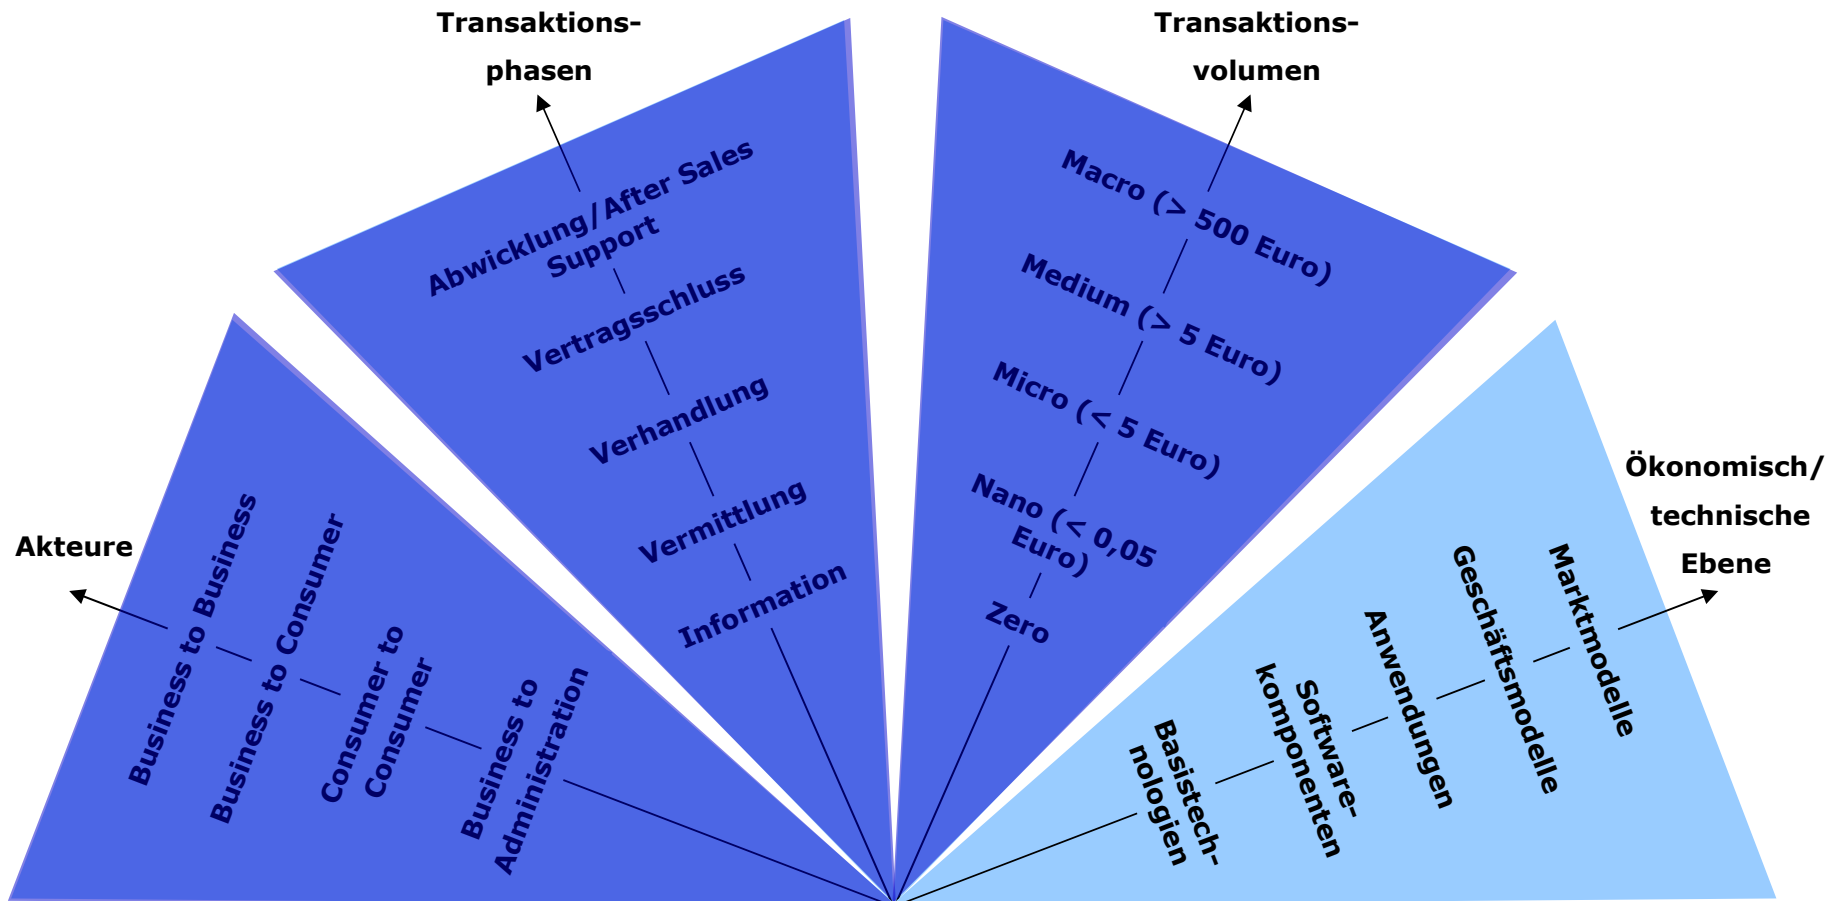 Transaktions-
phasen
Transaktions-
volumen
Abwicklung/After Sales
Support
Vertragsschluss
Verhandlung
Vermittlung
Information
Macro (> 500 Euro)
Medium (> 5 Euro)
Micro (< 5 Euro)
Nano (< 0,05
Euro)
Zero
Akteure
Business to Business
Business to Consumer
Consumer to
Consumer
Business to
Administration
Ökonomisch/
technische
Ebene
Basistech-
nologien
Software-
komponenten
Anwendungen
Geschäftsmodelle
Marktmodelle